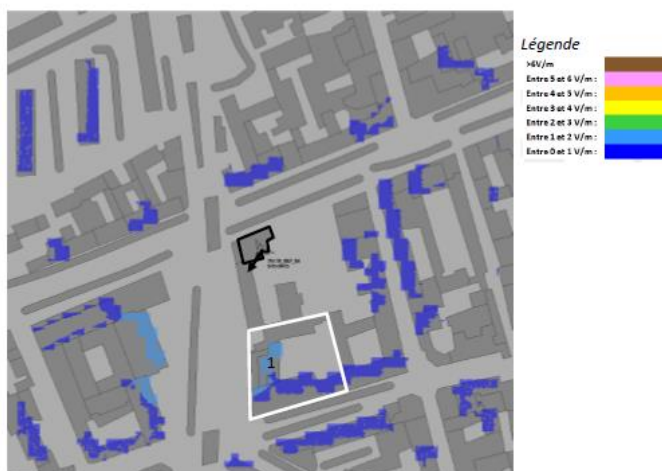 Légende
>6V/m
Entre 5 et 6 V/m :
Entre 4 et 5 V/m :
Entre 3 et 4 V/m :
Entre 2 et 3 V/m :
Entre 1 et 2 V/m :
Entre 0 et 1 V/m :
1